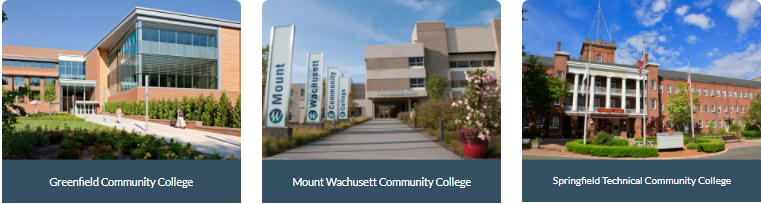 Mount
Wachusett
Community
College
Greenfield Community College
Mount Wachusett Community College
Springfield Technical Community College